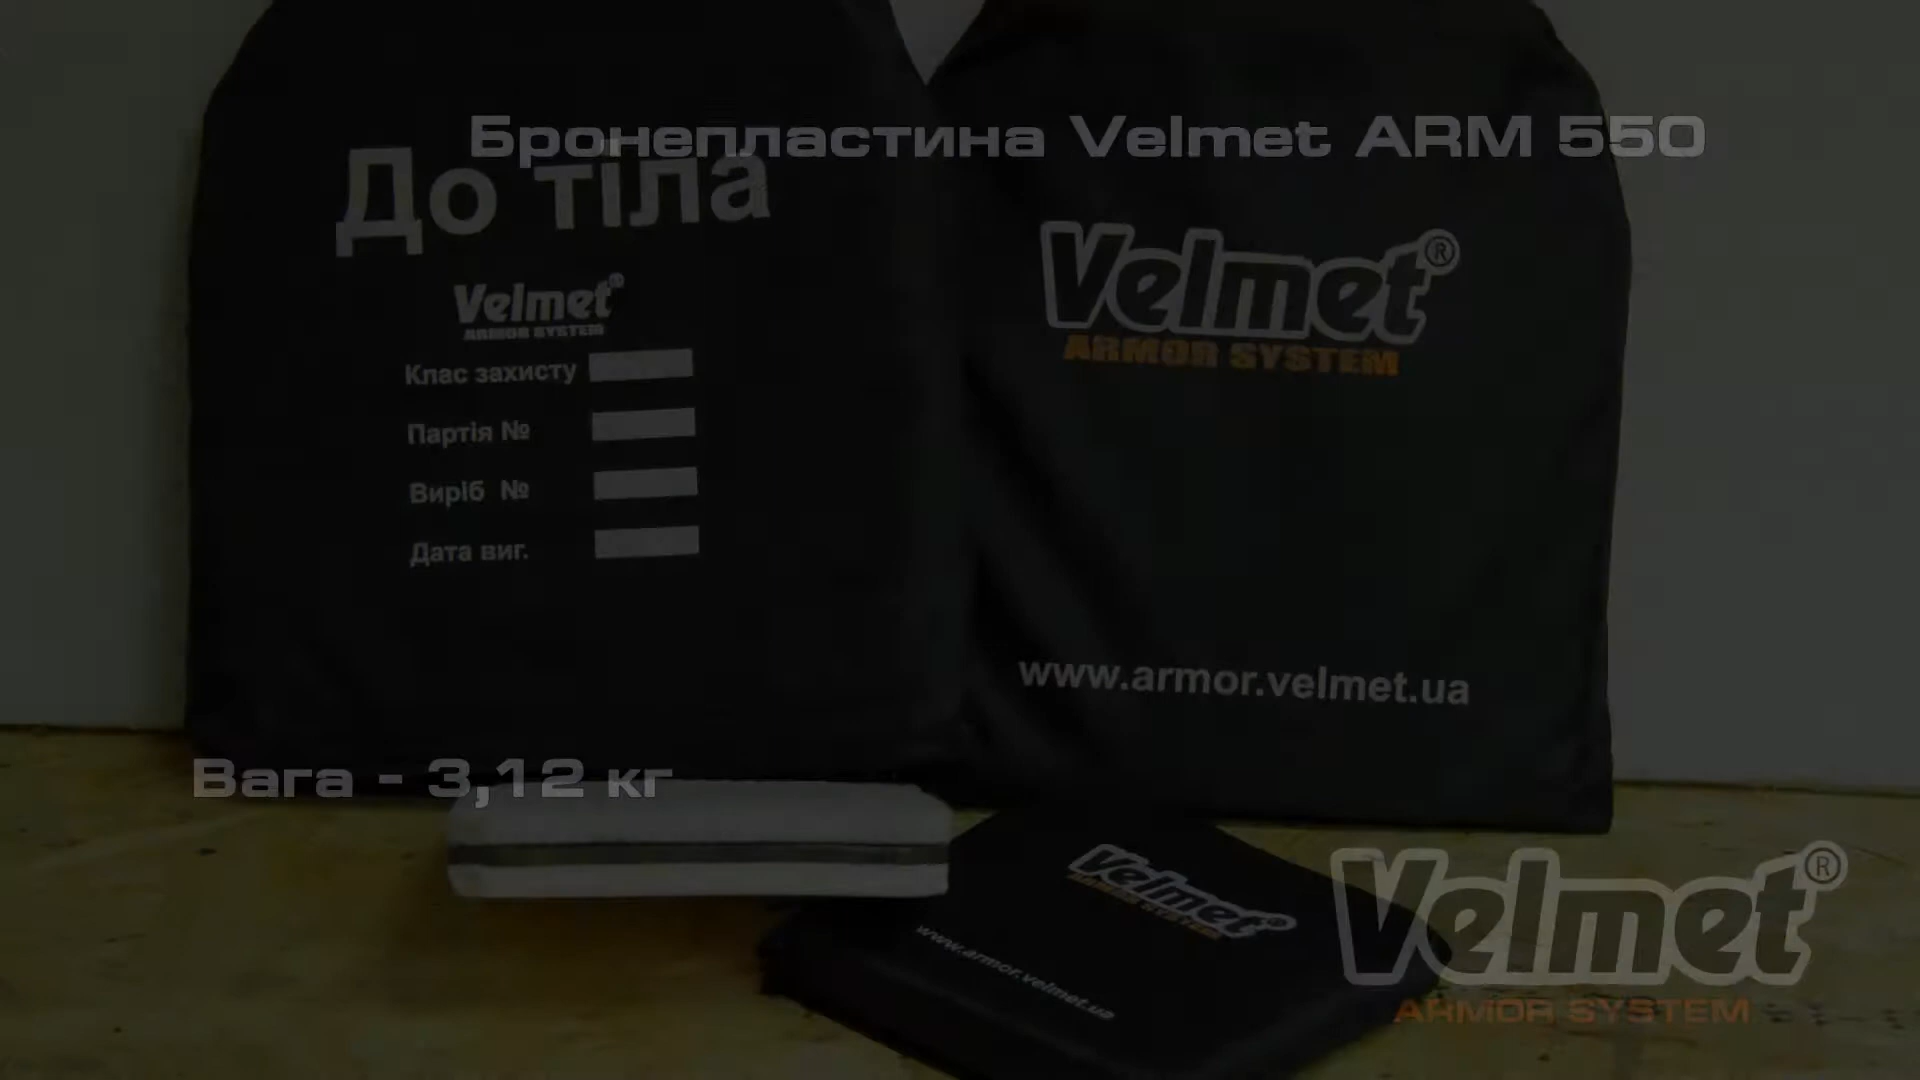 Бронепластина Velmet ARM 550
До тіла
Velmet®
ARMOR SYSTEM
Клас захисту
Партія №
Виріб №
Дата виг.
Velmet®
ARMOR SYSTEM
www.armor.velmet.ua
Вага - 3,12 кг
Velmet®
ARMOR SYSTEM
www.armor.velmet.ua
Velmet®
ARMOR SYSTEM